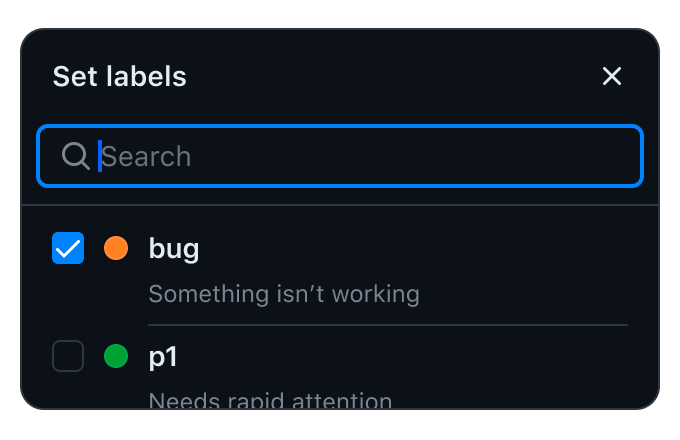 Set labels
Search
bug
Something isn’t working
p1
Needs rapid attention